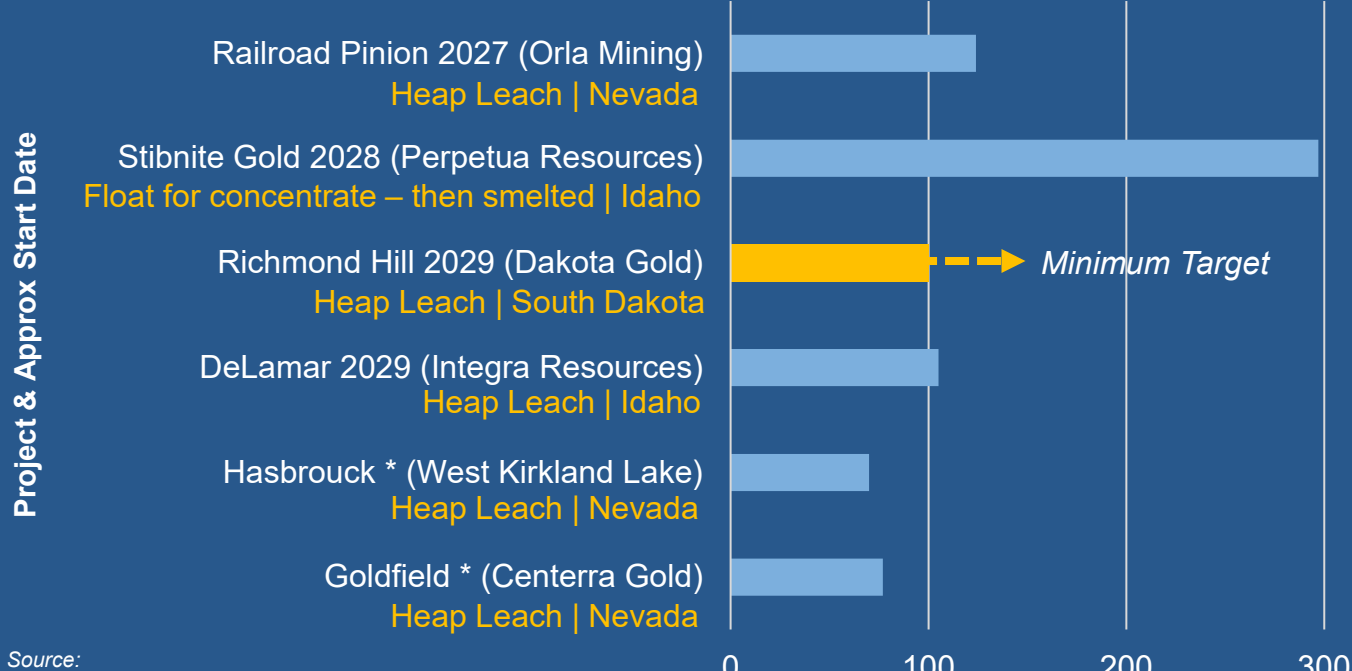 Project & Approx Start Date
Railroad Pinion 2027 (Orla Mining)
Heap Leach | Nevada
Stibnite Gold 2028 (Perpetua Resources)
Float for concentrate – then smelted | Idaho
Richmond Hill 2029 (Dakota Gold)
Minimum Target
Heap Leach | South Dakota
DeLamar 2029 (Integra Resources)
Heap Leach | Idaho
Hasbrouck * (West Kirkland Lake)
Heap Leach | Nevada
Goldfield * (Centerra Gold)
Heap Leach | Nevada
Source:
0 100 200 300